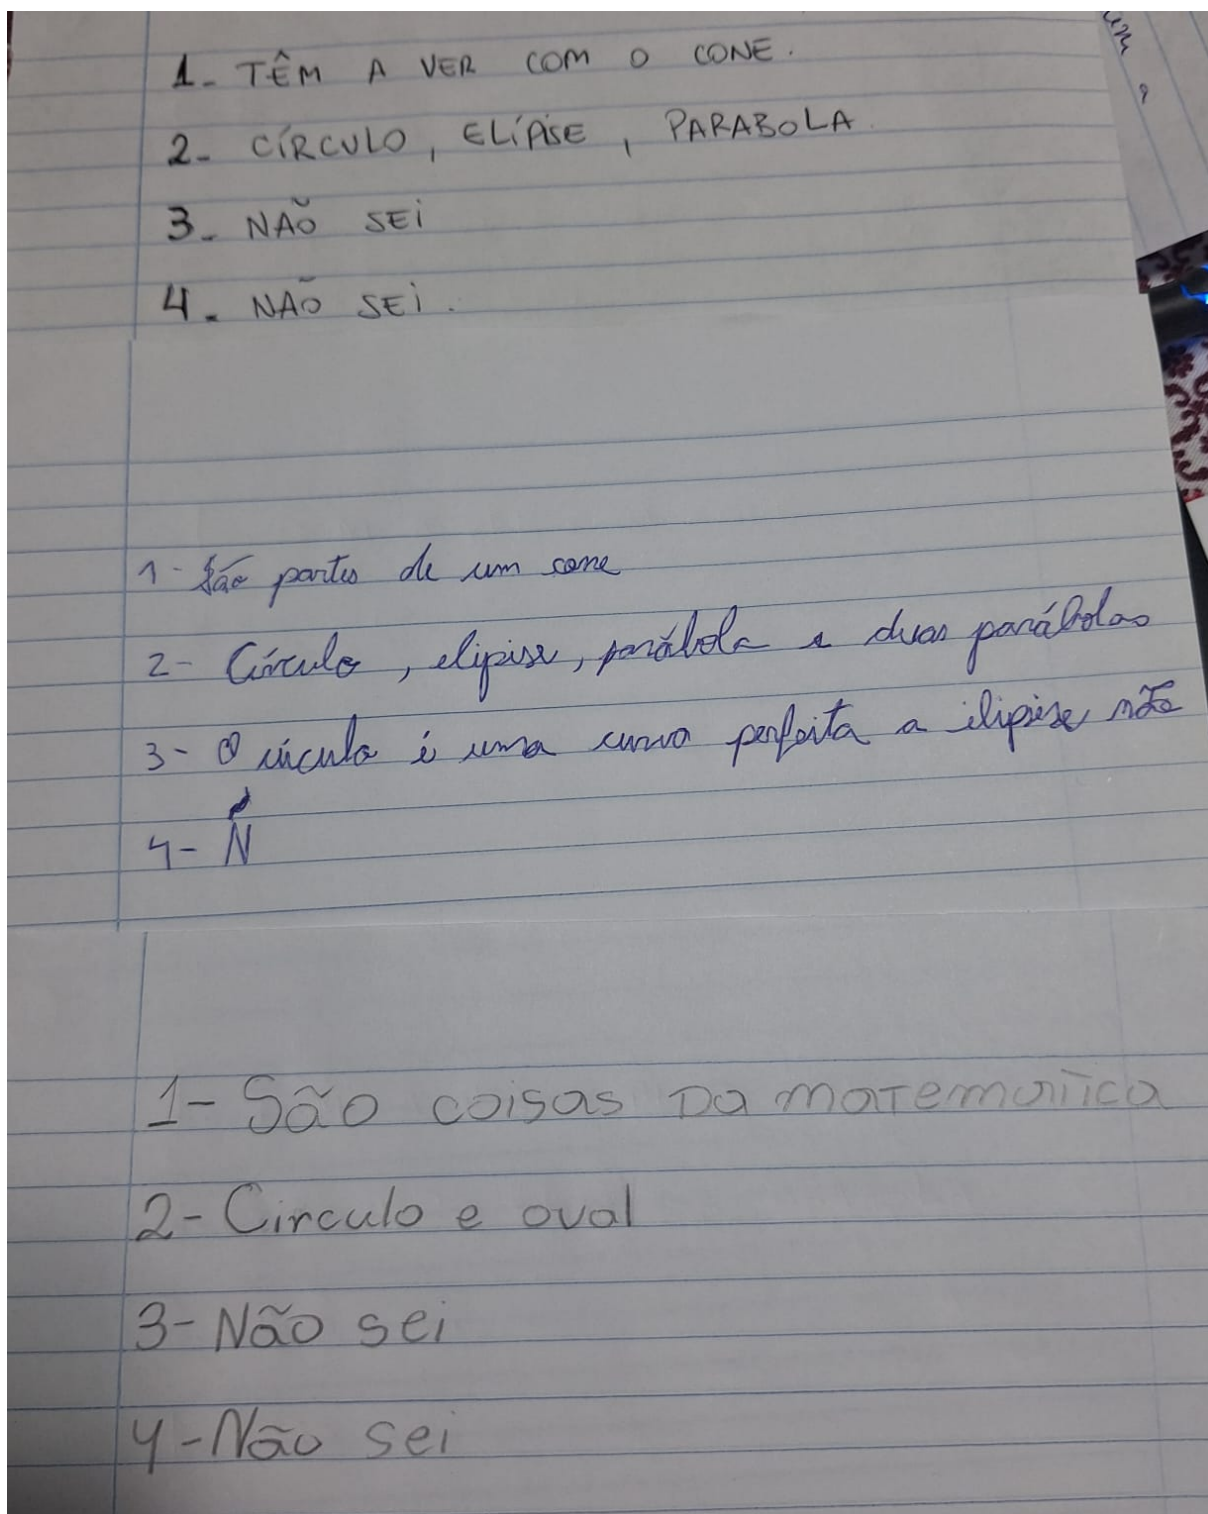 1- TÊM A VER COM O CONE.
2- CÍRCULO, ELÍPISE, PARABOLA.
3- NÃO SEI
4- NÃO SEI.
1- São partes de um cone
2- Círculo, elipise, parábola e duas parábolas
3- O círculo é uma curva perfeita a elipise não
4- Ñ
1- São coisas Da matematica
2- Circulo e oval
3- Não sei
4- Não sei